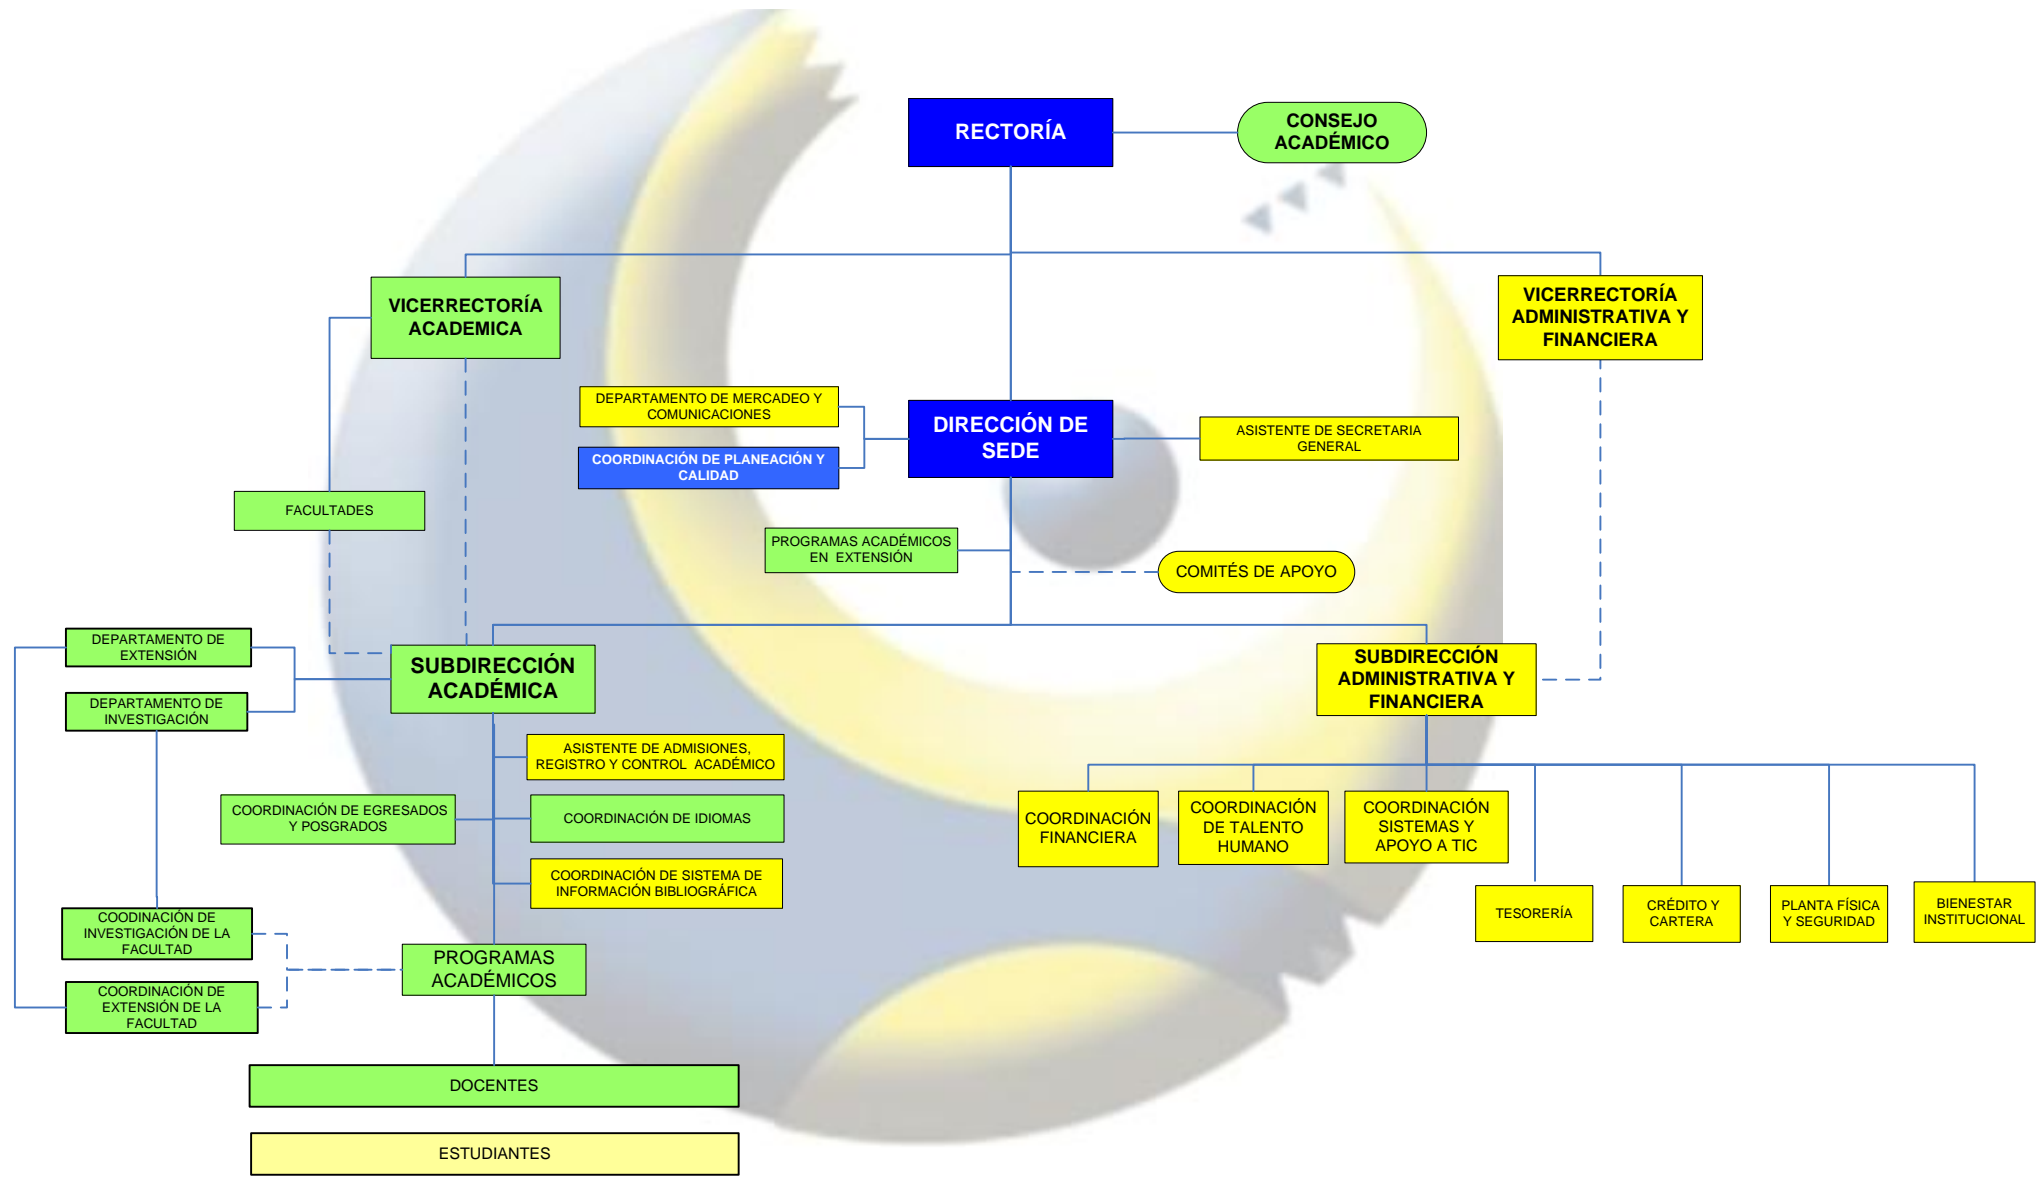 RECTORÍA
CONSEJO
ACADÉMICO
VICERRECTORÍA
ACADEMICA
VICERRECTORÍA
ADMINISTRATIVA Y
FINANCIERA
DEPARTAMENTO DE MERCADEO Y
COMUNICACIONES
DIRECCIÓN DE
SEDE
ASISTENTE DE SECRETARIA
GENERAL
COORDINACIÓN DE PLANEACIÓN Y
CALIDAD
FACULTADES
PROGRAMAS ACADÉMICOS
EN EXTENSIÓN
COMITÉS DE APOYO
DEPARTAMENTO DE
EXTENSIÓN
SUBDIRECCIÓN
ACADÉMICA
SUBDIRECCIÓN
ADMINISTRATIVA Y
FINANCIERA
DEPARTAMENTO DE
INVESTIGACIÓN
ASISTENTE DE ADMISIONES,
REGISTRO Y CONTROL ACADÉMICO
COORDINACIÓN DE EGRESADOS
Y POSGRADOS
COORDINACIÓN DE IDIOMAS
COORDINACIÓN DE SISTEMA DE
INFORMACIÓN BIBLIOGRÁFICA
COORDINACIÓN
FINANCIERA
COORDINACIÓN
DE TALENTO
HUMANO
COORDINACIÓN
SISTEMAS Y
APOYO A TIC
TESORERÍA
CRÉDITO Y
CARTERA
PLANTA FÍSICA
Y SEGURIDAD
BIENESTAR
INSTITUCIONAL
COODINACIÓN DE
INVESTIGACIÓN DE LA
FACULTAD
PROGRAMAS
ACADÉMICOS
COORDINACIÓN DE
EXTENSIÓN DE LA
FACULTAD
DOCENTES
ESTUDIANTES